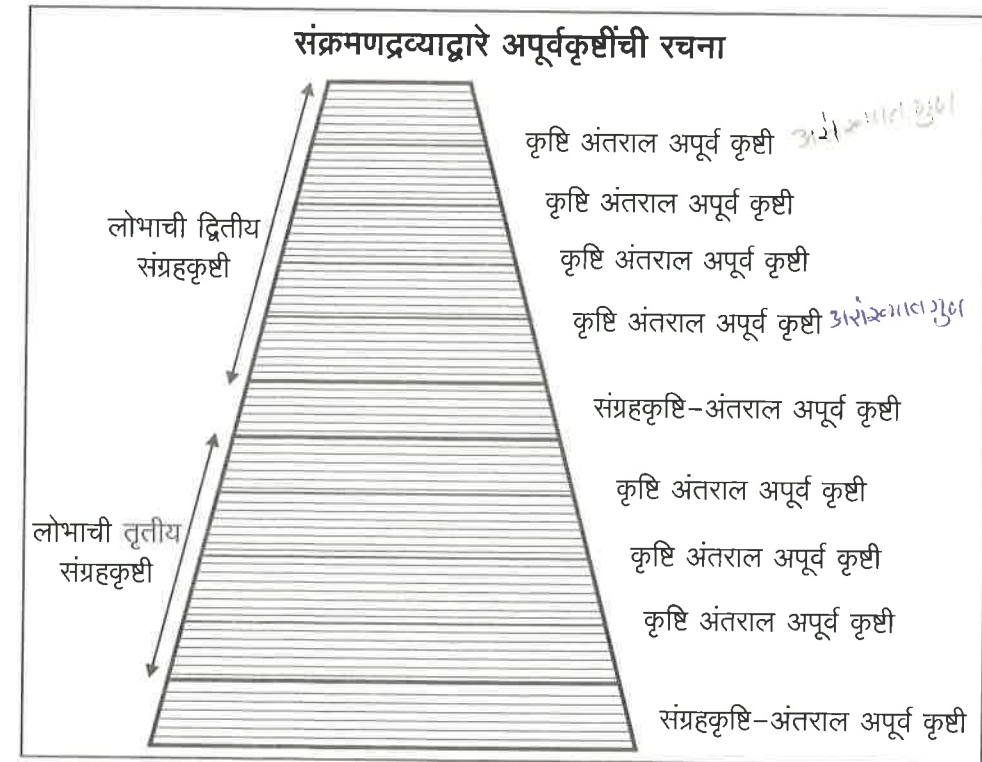 संक्रमणद्रव्याद्वारे अपूर्वकृष्टींची रचना
कृष्टि अंतराल अपूर्व कृष्टी असंख्यात गुण
कृष्टि अंतराल अपूर्व कृष्टी
लोभाची द्वितीय
संग्रहकृष्टी
कृष्टि अंतराल अपूर्व कृष्टी
कृष्टि अंतराल अपूर्व कृष्टी असंख्यात गुण
संग्रहकृष्टि-अंतराल अपूर्व कृष्टी
कृष्टि अंतराल अपूर्व कृष्टी
लोभाची तृतीय
संग्रहकृष्टी
कृष्टि अंतराल अपूर्व कृष्टी
कृष्टि अंतराल अपूर्व कृष्टी
संग्रहकृष्टि-अंतराल अपूर्व कृष्टी